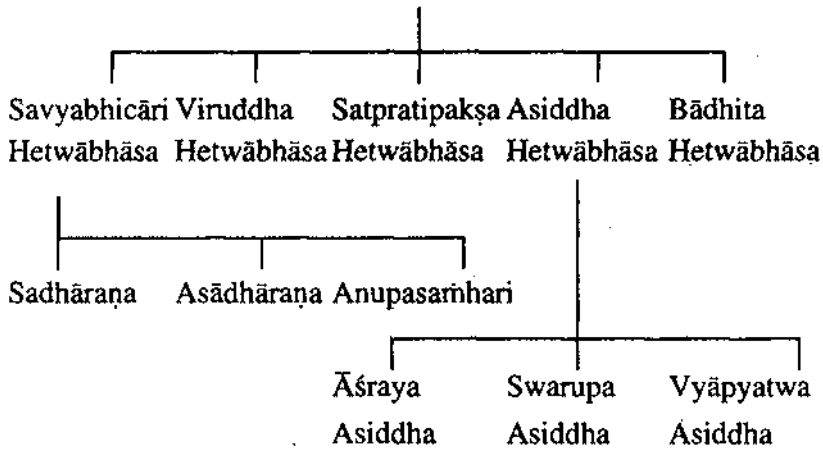 Savyabhicāri Viruddha Satpratipakṣa Asiddha Bādhita
Hetwābhāsa Hetwābhāsa Hetwābhāsa Hetwābhāsa Hetwābhāsa
Sadhāraṇa Asādhāraṇa Anupasaṁhari
Āśraya Swarupa Vyāpyatwa
Asiddha Asiddha Asiddha